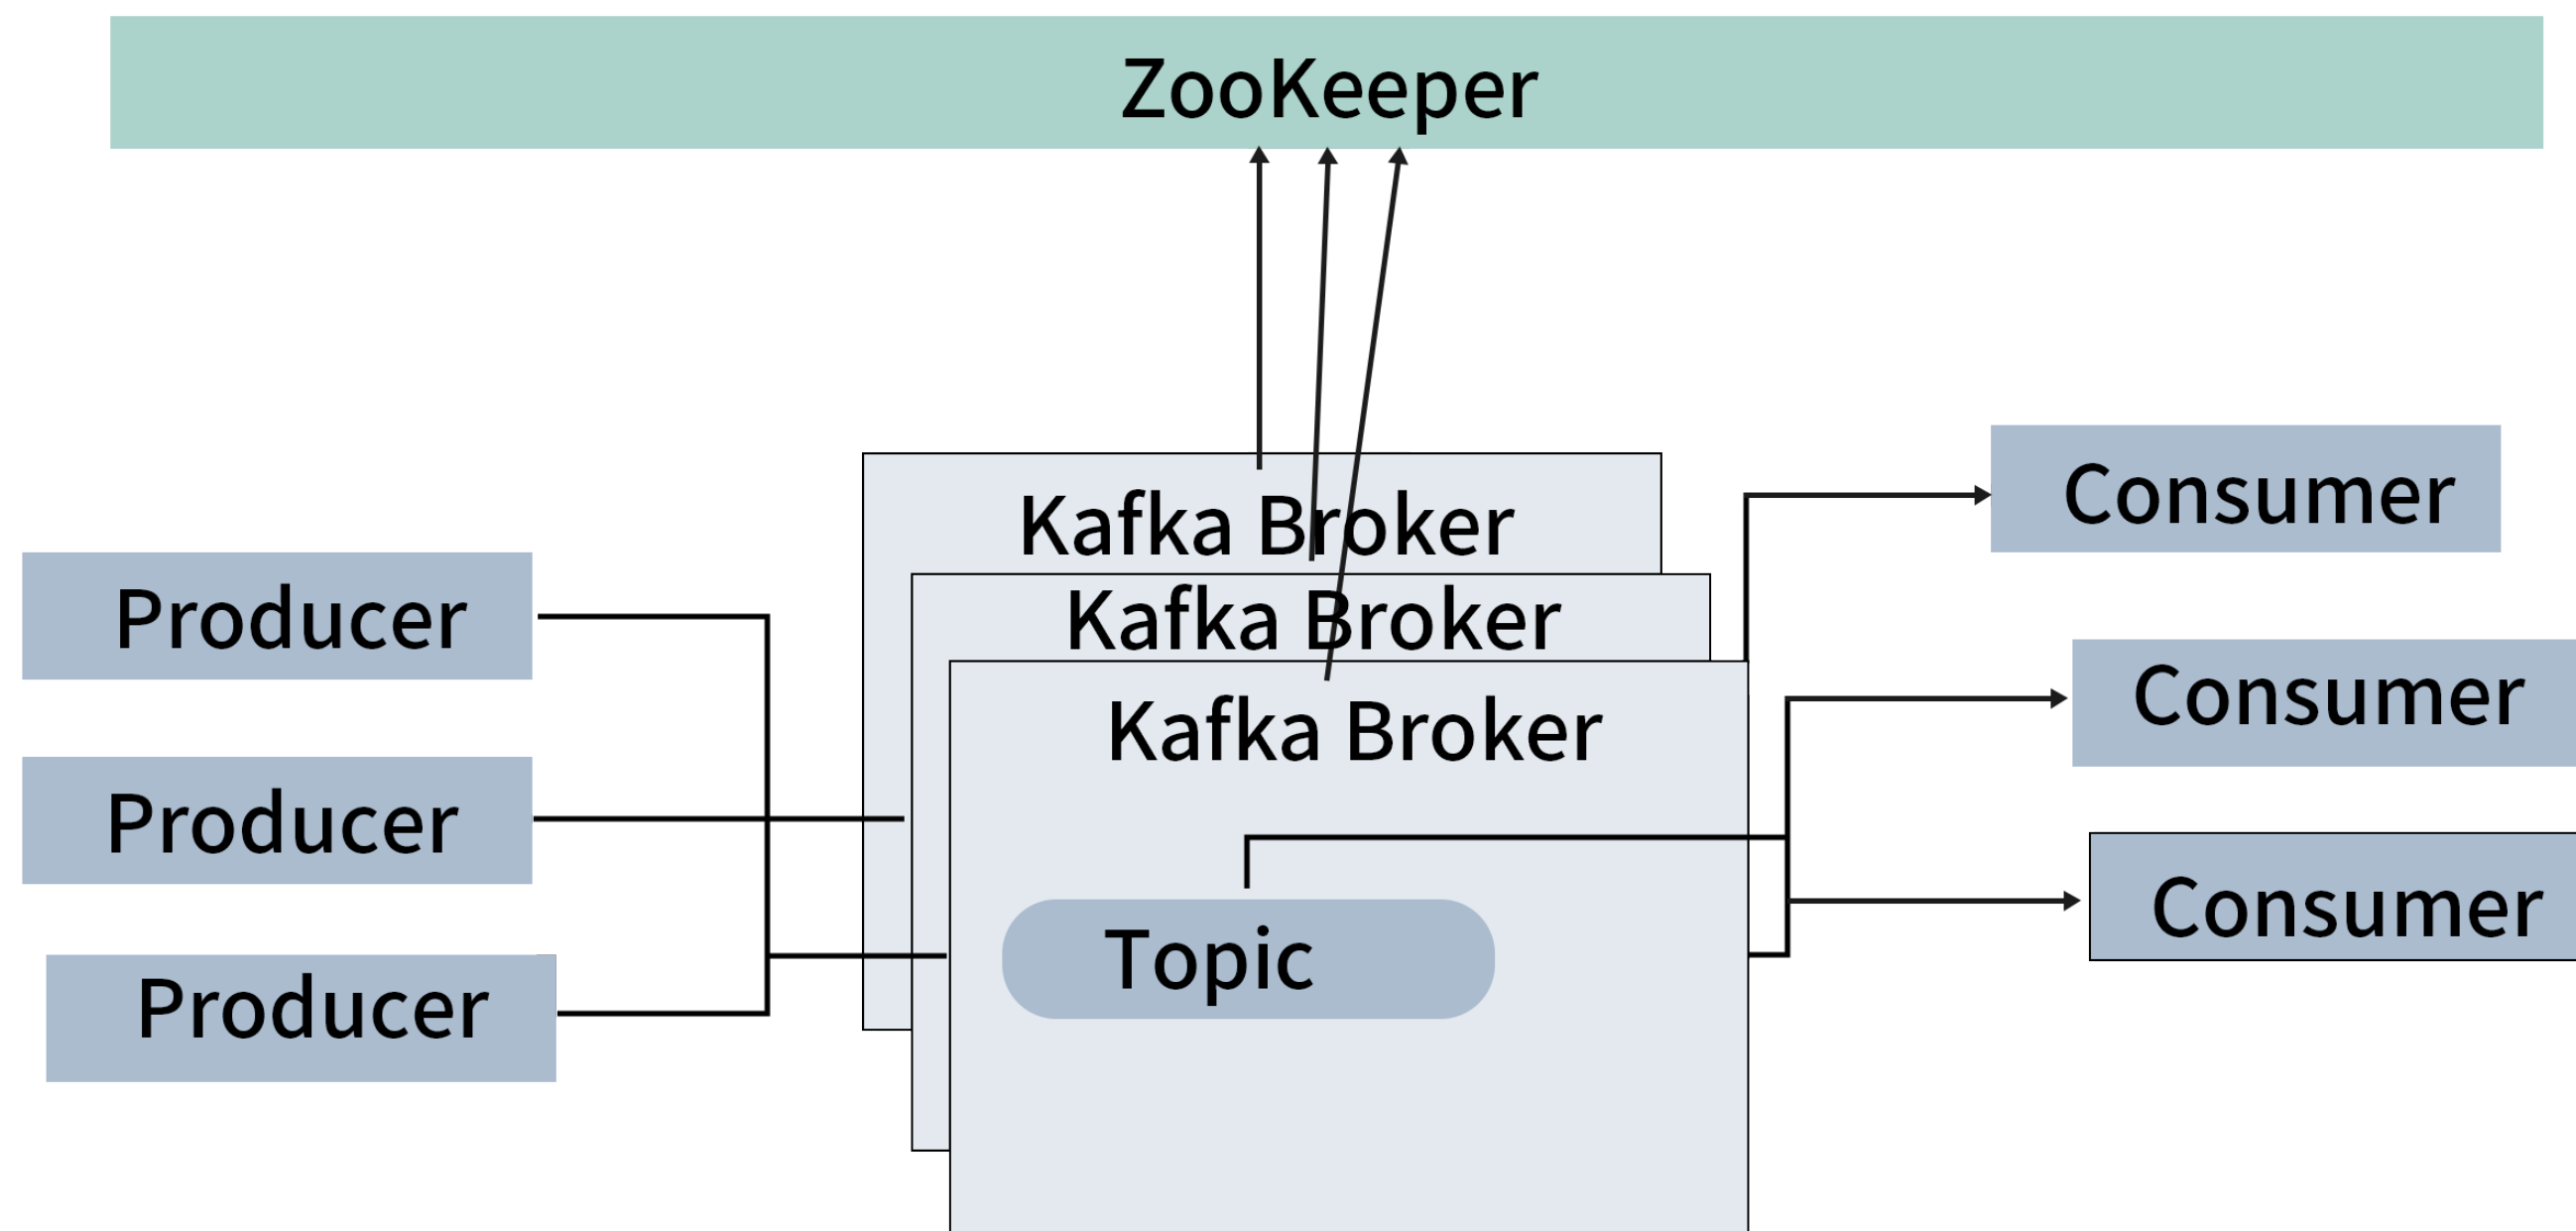 ZooKeeper
Kafka Broker
Kafka Broker
Kafka Broker
Topic
Producer
Producer
Producer
Consumer
Consumer
Consumer